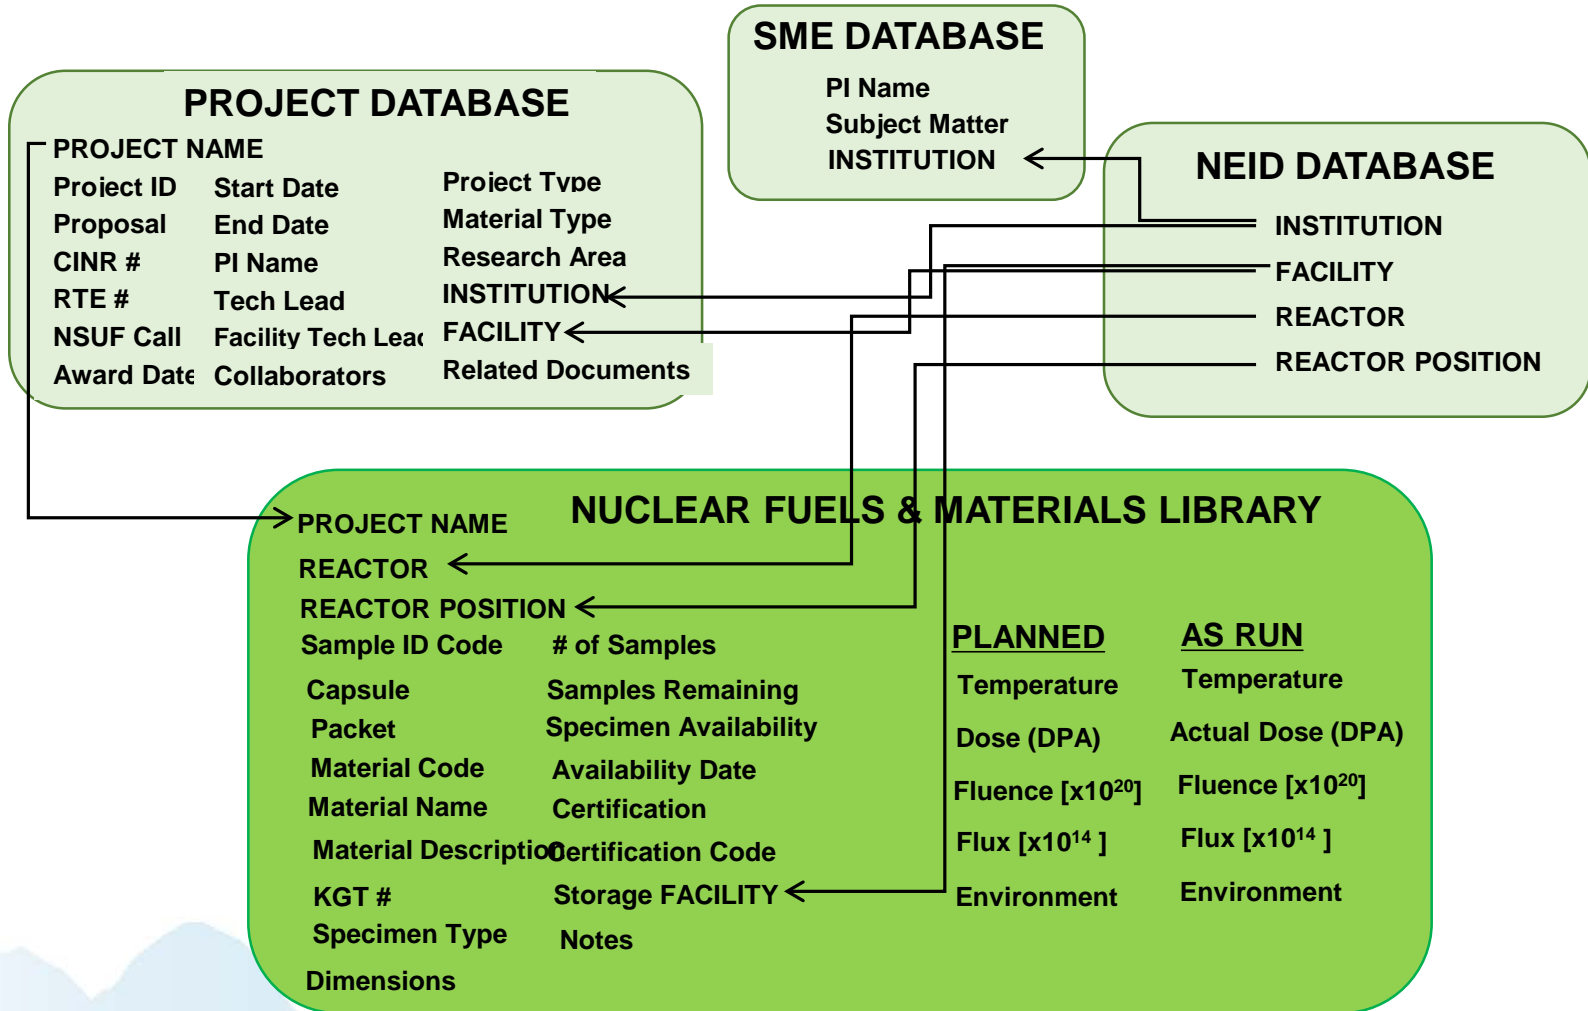 SME DATABASE
PI Name
Subject Matter
INSTITUTION
PROJECT DATABASE
PROJECT NAME
Project ID
Proposal
CINR #
RTE #
NSUF Call
Award Date
Start Date
End Date
PI Name
Tech Lead
Facility Tech Lead
Collaborators
Project Type
Material Type
Research Area
INSTITUTION
FACILITY
Related Documents
NEID DATABASE
INSTITUTION
FACILITY
REACTOR
REACTOR POSITION
NUCLEAR FUELS & MATERIALS LIBRARY
PROJECT NAME
REACTOR
REACTOR POSITION
Sample ID Code
Capsule
Packet
Material Code
Material Name
Material Description
KGT #
Specimen Type
Dimensions
# of Samples
Samples Remaining
Specimen Availability
Availability Date
Certification
Certification Code
Storage FACILITY
Notes
PLANNED
Temperature
Dose (DPA)
Fluence [x10²⁰]
Flux [x10¹⁴ ]
Environment
AS RUN
Temperature
Actual Dose (DPA)
Fluence [x10²⁰]
Flux [x10¹⁴ ]
Environment